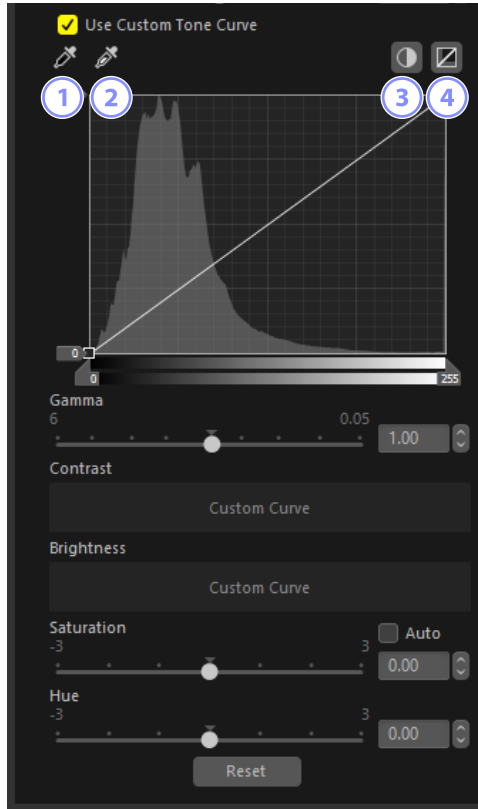 Use Custom Tone Curve
1 2 3 4
0
0 255
Gamma
6 0.05
1.00
Contrast
Custom Curve
Brightness
Custom Curve
Saturation
Auto
-3 3
0.00
Hue
-3 3
0.00
Reset